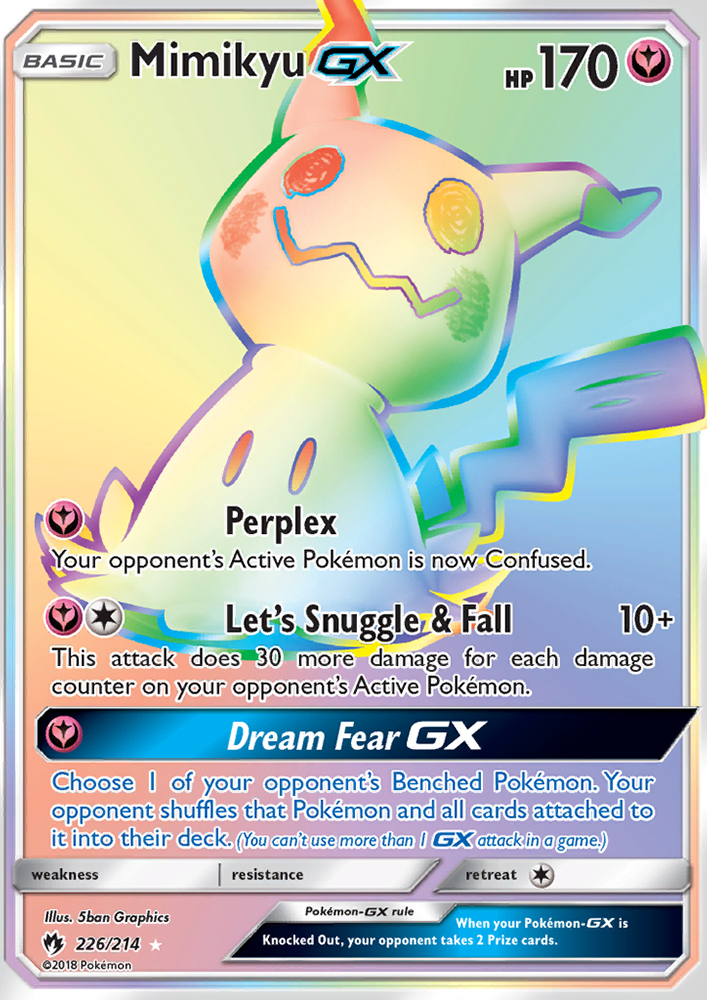 BASIC Mimikyu GX HP 170
Perplex
Your opponent's Active Pokémon is now Confused.
Let's Snuggle & Fall 10+
This attack does 30 more damage for each damage
counter on your opponent's Active Pokémon.
Dream Fear GX
Choose 1 of your opponent's Benched Pokémon. Your
opponent shuffles that Pokémon and all cards attached to
it into their deck. (You can't use more than 1 GX attack in a game.)
weakness resistance retreat
Illus. 5ban Graphics
226/214
©2018 Pokémon
Pokémon-GX rule
When your Pokémon-GX is
Knocked Out, your opponent takes 2 Prize cards.